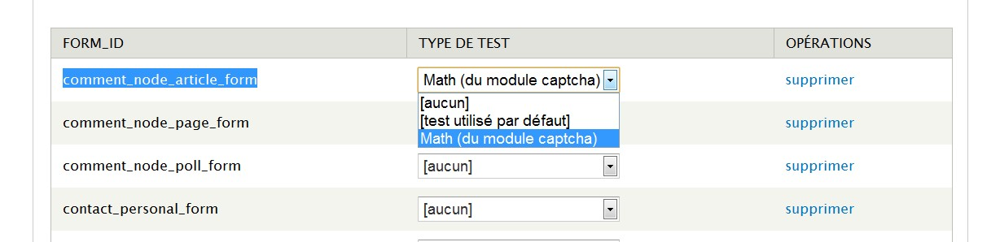 FORM_ID TYPE DE TEST OPÉRATIONS
comment_node_article_form Math (du module captcha) supprimer
[aucun]
[test utilisé par défaut]
comment_node_page_form supprimer
Math (du module captcha)
comment_node_poll_form [aucun] supprimer
contact_personal_form [aucun] supprimer